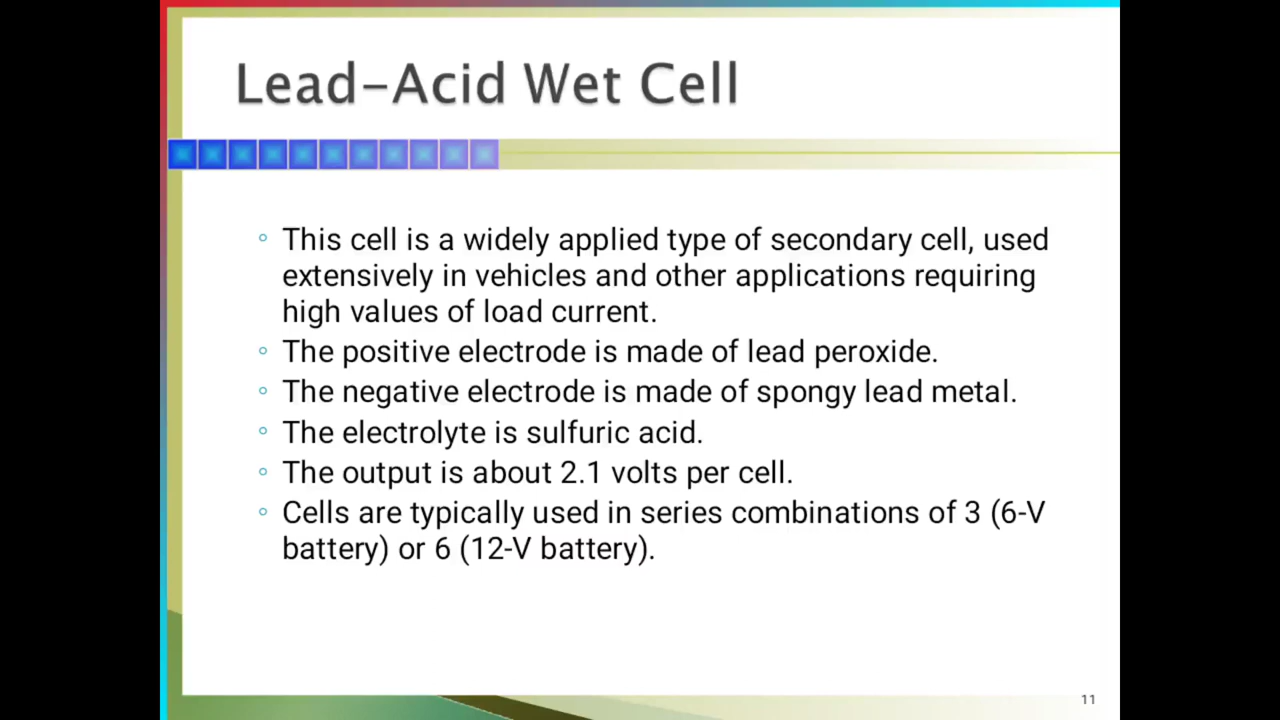 Lead-Acid Wet Cell
◦ This cell is a widely applied type of secondary cell, used
extensively in vehicles and other applications requiring
high values of load current.
◦ The positive electrode is made of lead peroxide.
◦ The negative electrode is made of spongy lead metal.
◦ The electrolyte is sulfuric acid.
◦ The output is about 2.1 volts per cell.
◦ Cells are typically used in series combinations of 3 (6-V
battery) or 6 (12-V battery).
11